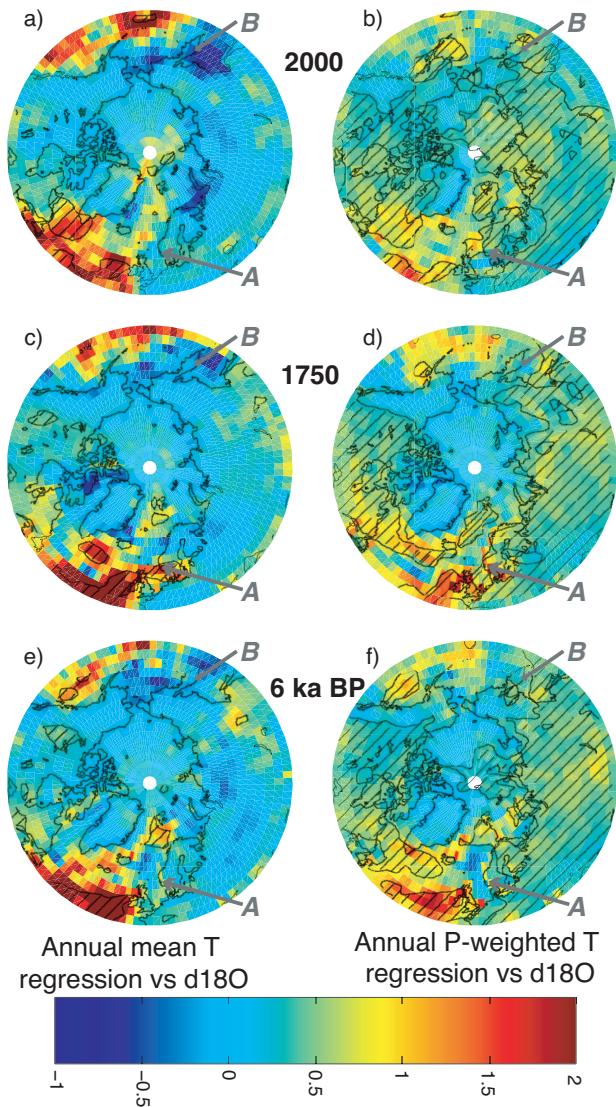 a)
B
2000
b)
B
A
A
c)
B
1750
d)
B
A
A
e)
B
6 ka BP
f)
B
A
A
Annual mean T
regression vs d18O
Annual P-weighted T
regression vs d18O
-1
-0.5
0
0.5
1
1.5
2